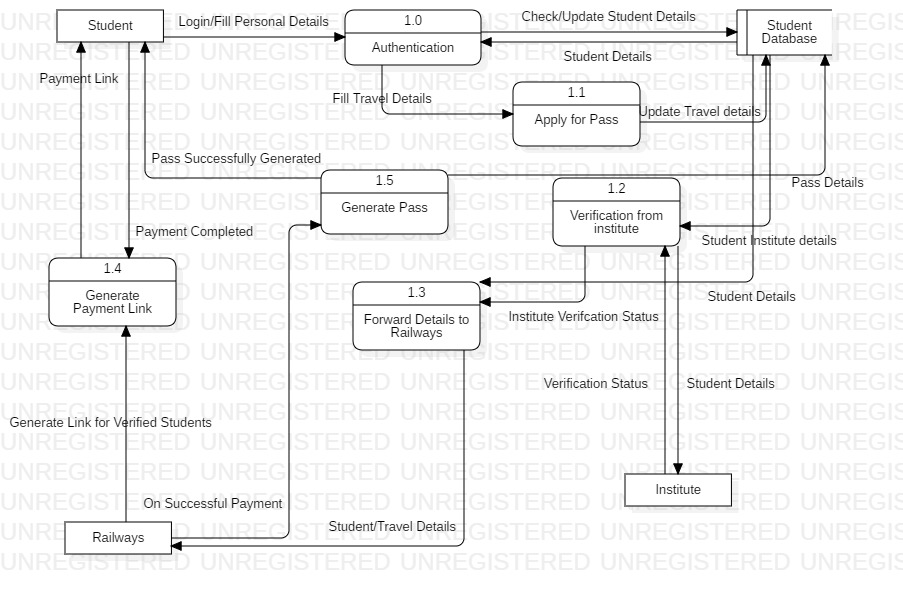 Student
Login/Fill Personal Details
1.0
Authentication
Check/Update Student Details
Student Details
Student
Database
Payment Link
Fill Travel Details
1.1
Apply for Pass
Update Travel details
Pass Successfully Generated
1.5
Generate Pass
1.2
Verification from
institute
Pass Details
Payment Completed
Student Institute details
1.4
Generate
Payment Link
1.3
Forward Details to
Railways
Student Details
Institute Verifcation Status
Verification Status
Student Details
Generate Link for Verified Students
Institute
On Successful Payment
Student/Travel Details
Railways
UNREGISTERED